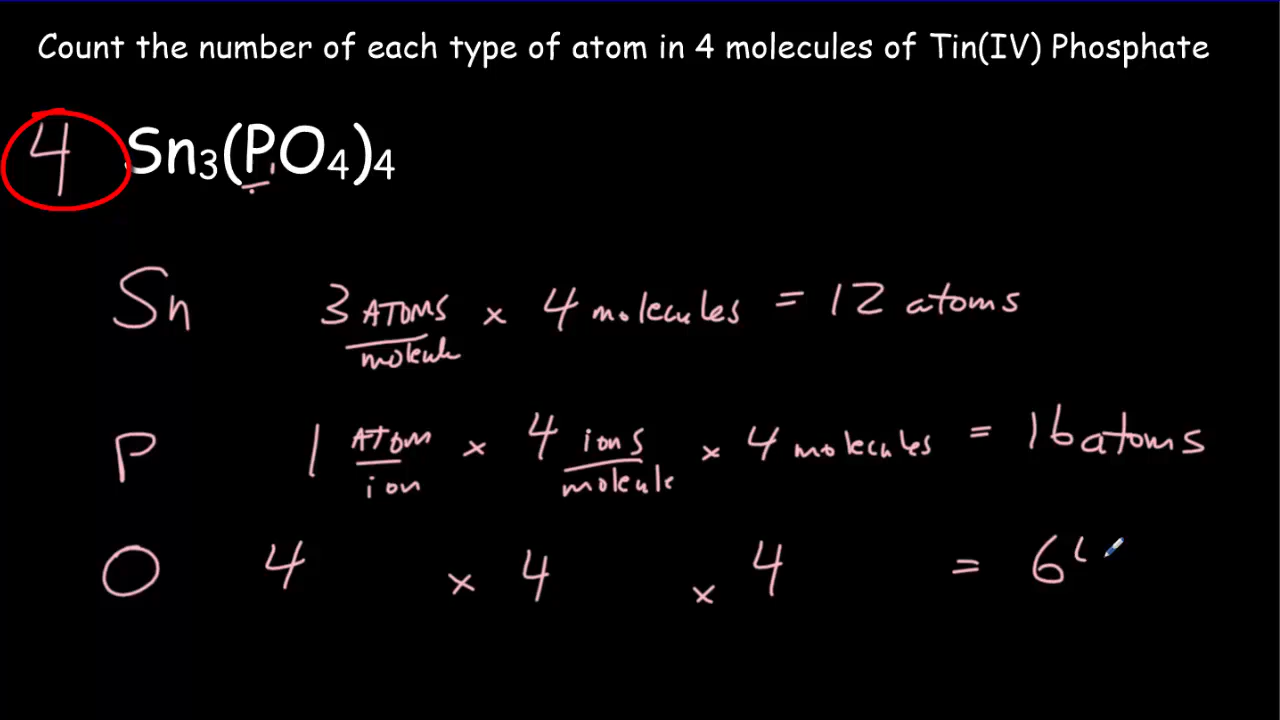 Count the number of each type of atom in 4 molecules of Tin(IV) Phosphate
4 Sn₃(PO₄)₄
Sn 3 ATOMS/molecule × 4 molecules = 12 atoms
P 1 ATOM/ion × 4 ions/molecule × 4 molecules = 16 atoms
O 4 × 4 × 4 = 6